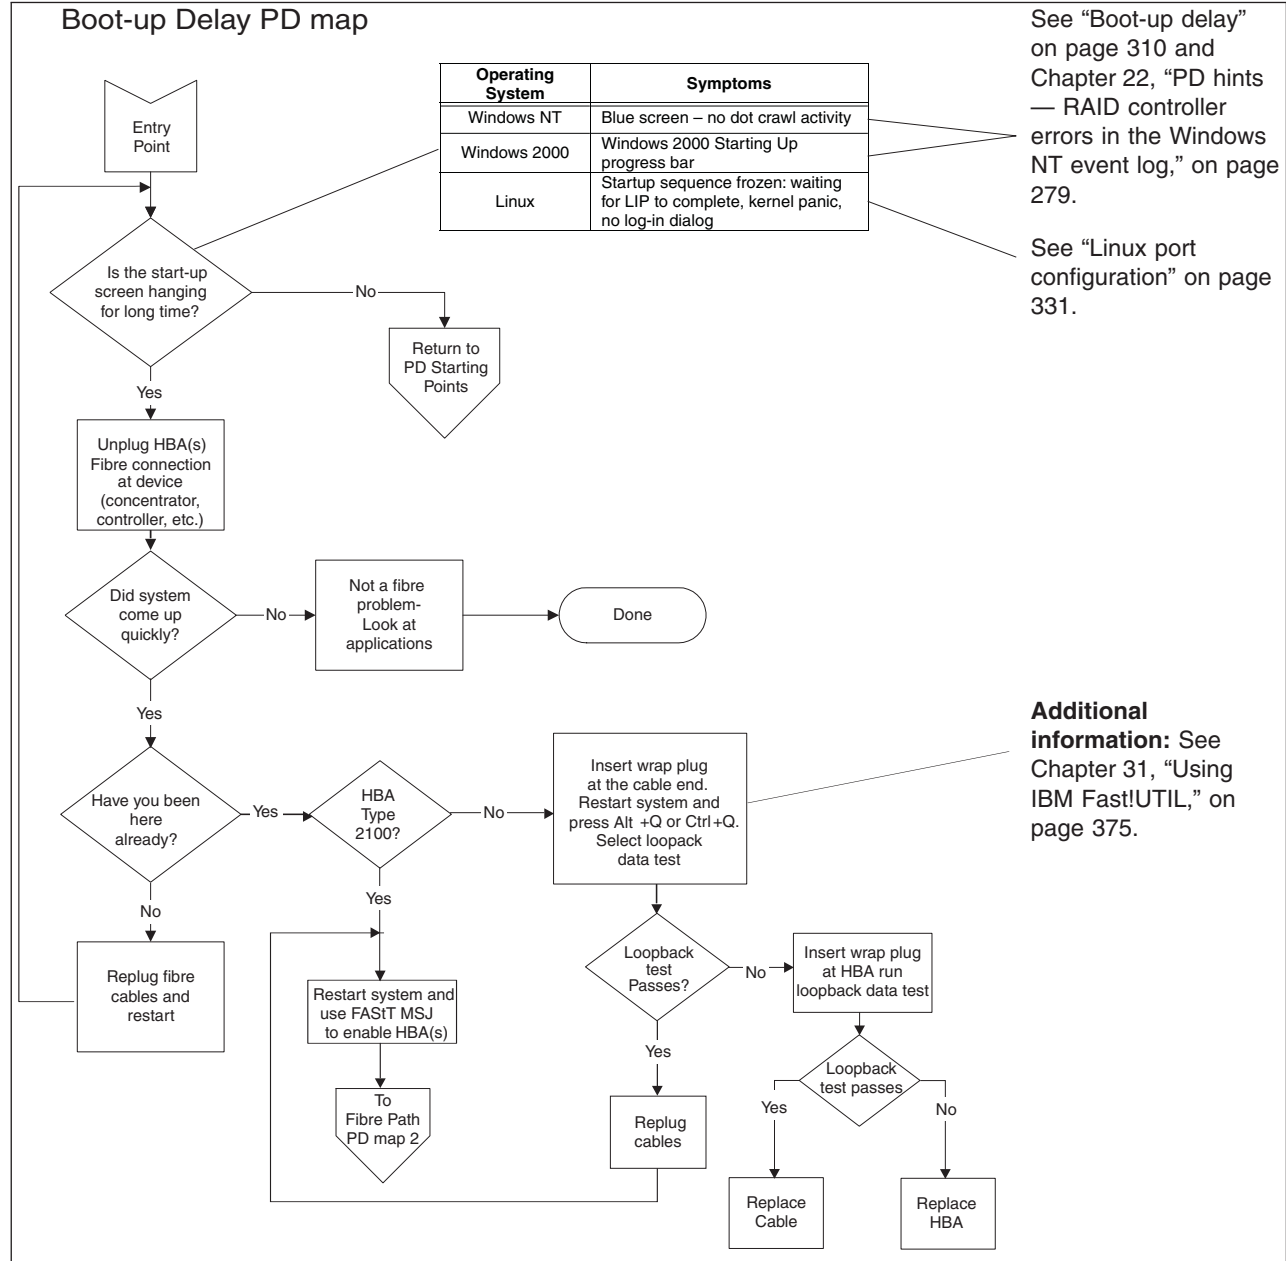 Boot-up Delay PD map
Entry
Point
Operating
System
Symptoms
Windows NT
Blue screen – no dot crawl activity
Windows 2000
Windows 2000 Starting Up
progress bar
Linux
Startup sequence frozen: waiting
for LIP to complete, kernel panic,
no log-in dialog
See “Boot-up delay”
on page 310 and
Chapter 22, “PD hints
— RAID controller
errors in the Windows
NT event log,” on page
279.
See “Linux port
configuration” on page
331.
Is the start-up
screen hanging
for long time?
No
Return to
PD Starting
Points
Yes
Unplug HBA(s)
Fibre connection
at device
(concentrator,
controller, etc.)
Did system
come up
quickly?
No
Not a fibre
problem-
Look at
applications
Done
Yes
Have you been
here
already?
Yes
HBA
Type
2100?
No
Insert wrap plug
at the cable end.
Restart system and
press Alt +Q or Ctrl+Q.
Select loopack
data test
Additional
information: See
Chapter 31, “Using
IBM Fast!UTIL,” on
page 375.
No
Replug fibre
cables and
restart
Yes
Restart system and
use FAStT MSJ
to enable HBA(s)
To
Fibre Path
PD map 2
Loopback
test
Passes?
No
Insert wrap plug
at HBA run
loopback data test
Yes
Replug
cables
Loopback
test passes
Yes
No
Replace
Cable
Replace
HBA